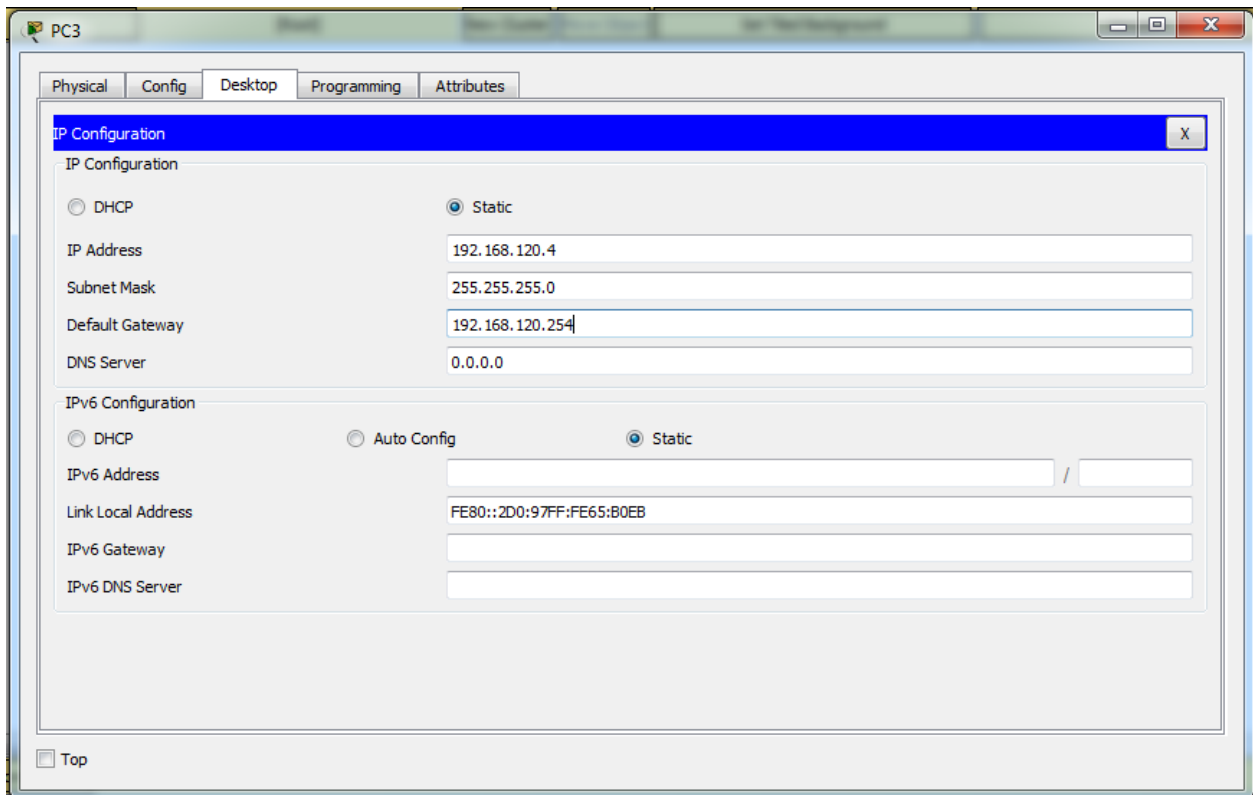 PC3
Physical Config Desktop Programming Attributes
IP Configuration X
IP Configuration
DHCP Static
IP Address 192.168.120.4
Subnet Mask 255.255.255.0
Default Gateway 192.168.120.254
DNS Server 0.0.0.0
IPv6 Configuration
DHCP Auto Config Static
IPv6 Address /
Link Local Address FE80::2D0:97FF:FE65:B0EB
IPv6 Gateway
IPv6 DNS Server
Top